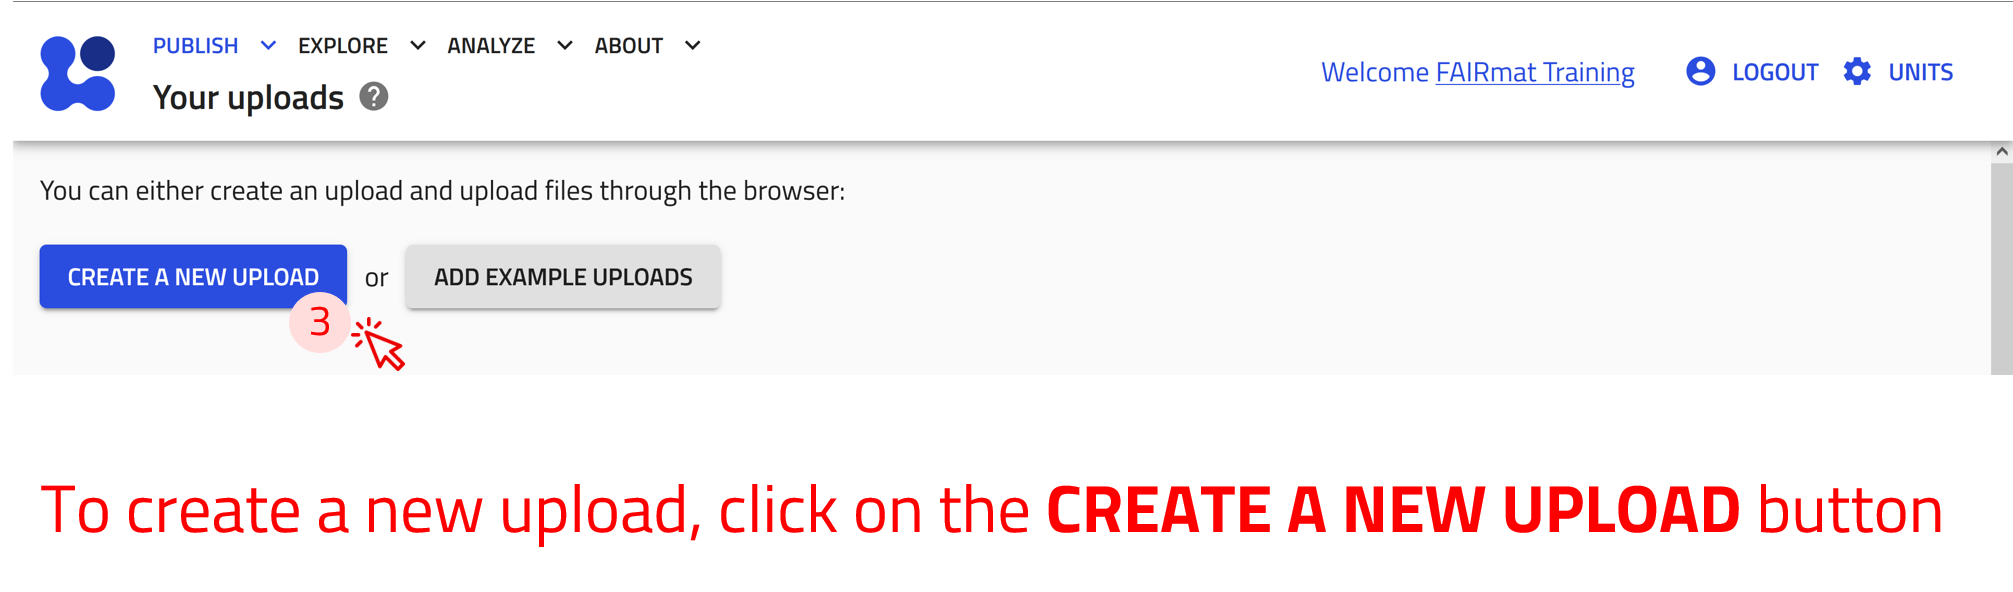 PUBLISH EXPLORE ANALYZE ABOUT
Your uploads ?
Welcome FAIRmat Training LOGOUT UNITS
You can either create an upload and upload files through the browser:
CREATE A NEW UPLOAD or ADD EXAMPLE UPLOADS
3
To create a new upload, click on the CREATE A NEW UPLOAD button